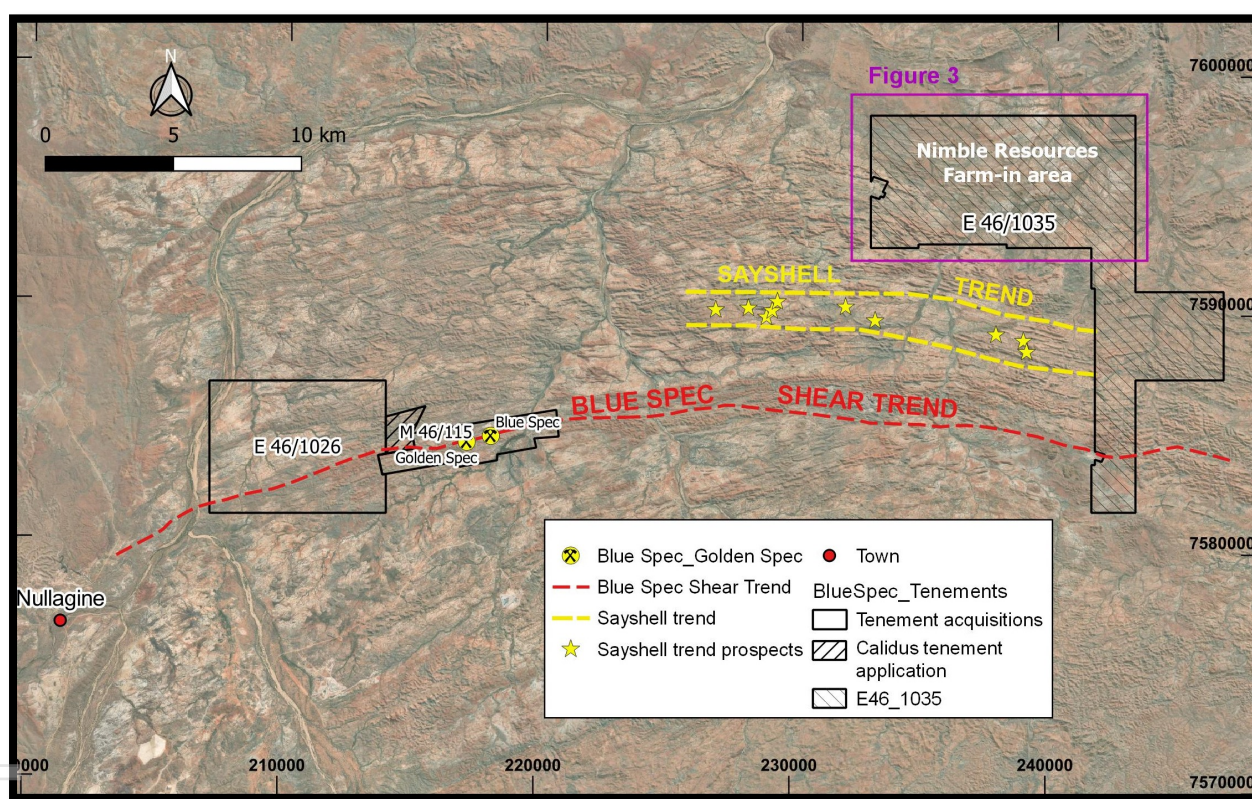 7600000
Figure 3
N
0 5 10 km
Nimble Resources
Farm-in area
E 46/1035
SAYSHELL TREND
7590000
BLUE SPEC SHEAR TREND
Blue Spec
M 46/115
E 46/1026
Golden Spec
Blue Spec_Golden Spec
Blue Spec Shear Trend
Sayshell trend
Sayshell trend prospects
Town
BlueSpec_Tenements
Tenement acquisitions
Calidus tenement
application
E46_1035
7580000
Nullagine
0000 210000 220000 230000 240000
7570000